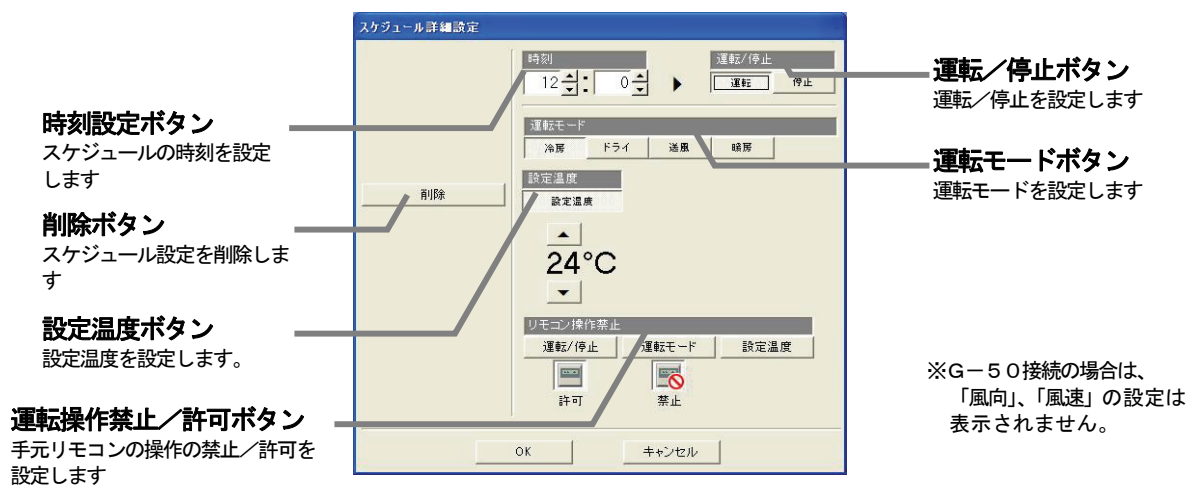 スケジュール詳細設定
時刻
運転/停止
12 : 0
運転
停止
運転モード
冷房
ドライ
送風
暖房
設定温度
設定温度
削除
24°C
リモコン操作禁止
運転/停止
運転モード
設定温度
許可
禁止
OK
キャンセル
時刻設定ボタン
スケジュールの時刻を設定
します
削除ボタン
スケジュール設定を削除しま
す
設定温度ボタン
設定温度を設定します。
運転操作禁止／許可ボタン
手元リモコンの操作の禁止／許可を
設定します
運転／停止ボタン
運転／停止を設定します
運転モードボタン
運転モードを設定します
※G－５０接続の場合は、
「風向」、「風速」の設定は
表示されません。